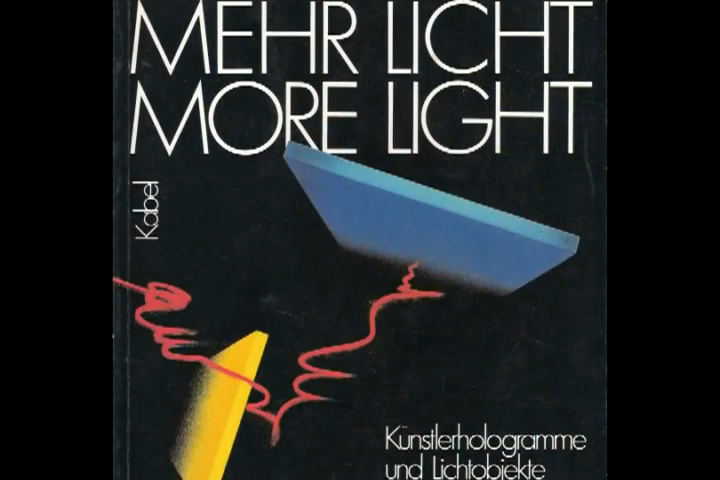 MEHR LICHT
MORE LIGHT
Kabel
Künstlerhologramme
und Lichtobjekte